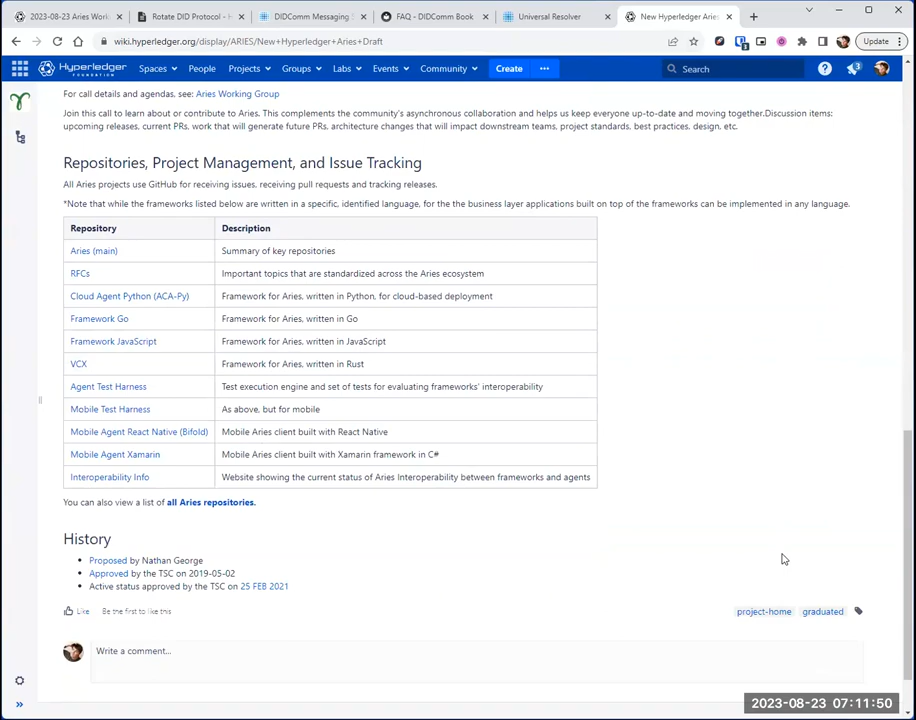 2023-08-23 Aries Worki
Rotate DID Protocol - H
DIDComm Messaging S
FAQ - DIDComm Book
Universal Resolver
New Hyperledger Aries
wiki.hyperledger.org/display/ARIES/New+Hyperledger+Aries+Draft
Update
HYPERLEDGER FOUNDATION
Spaces
People
Projects
Groups
Labs
Events
Community
Create
Search
3
For call details and agendas, see: Aries Working Group
Join this call to learn about or contribute to Aries. This complements the community's asynchronous collaboration and helps us keep everyone up-to-date and moving together.Discussion items:
upcoming releases, current PRs, work that will generate future PRs, architecture changes that will impact downstream teams, project standards, best practices, design, etc.
Repositories, Project Management, and Issue Tracking
All Aries projects use GitHub for receiving issues, receiving pull requests and tracking releases.
*Note that while the frameworks listed below are written in a specific, identified language, for the the business layer applications built on top of the frameworks can be implemented in any language.
Repository Description
Aries (main) Summary of key repositories
RFCs Important topics that are standardized across the Aries ecosystem
Cloud Agent Python (ACA-Py) Framework for Aries, written in Python, for cloud-based deployment
Framework Go Framework for Aries, written in Go
Framework JavaScript Framework for Aries, written in JavaScript
VCX Framework for Aries, written in Rust
Agent Test Harness Test execution engine and set of tests for evaluating frameworks' interoperability
Mobile Test Harness As above, but for mobile
Mobile Agent React Native (Bifold) Mobile Aries client built with React Native
Mobile Agent Xamarin Mobile Aries client built with Xamarin framework in C#
Interoperability Info Website showing the current status of Aries Interoperability between frameworks and agents
You can also view a list of all Aries repositories.
History
• Proposed by Nathan George
• Approved by the TSC on 2019-05-02
• Active status approved by the TSC on 25 FEB 2021
Like Be the first to like this
project-home graduated
Write a comment...
2023-08-23 07:11:50